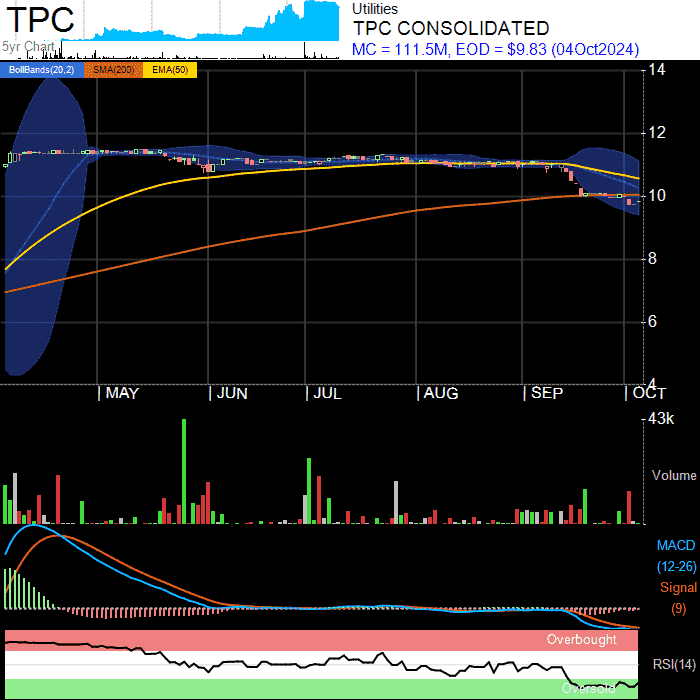 TPC
5yr Chart
Utilities
TPC CONSOLIDATED
MC = 111.5M, EOD = $9.83 (04Oct2024)
BollBands(20,2) SMA(200) EMA(50)
14
12
10
8
6
4
MAY JUN JUL AUG SEP OCT
43k
Volume
MACD
(12-26)
Signal
(9)
Overbought
RSI(14)
Oversold